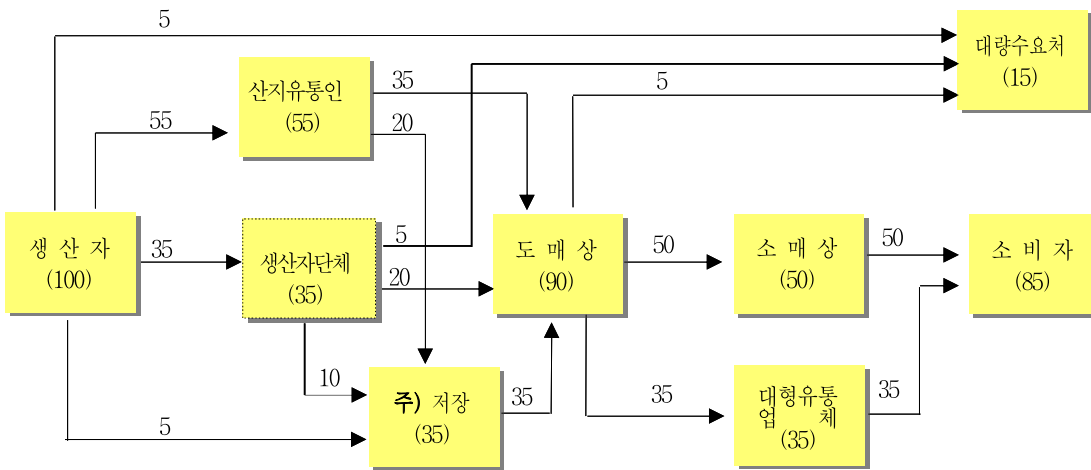 5
대량수요처
(15)
산지유통인
(55)
35
5
55
20
생 산 자
(100)
35
생산자단체
(35)
5
20
도 매 상
(90)
50
소 매 상
(50)
50
소 비 자
(85)
10
주) 저장
(35)
35
35
대형유통
업 체
(35)
35
5